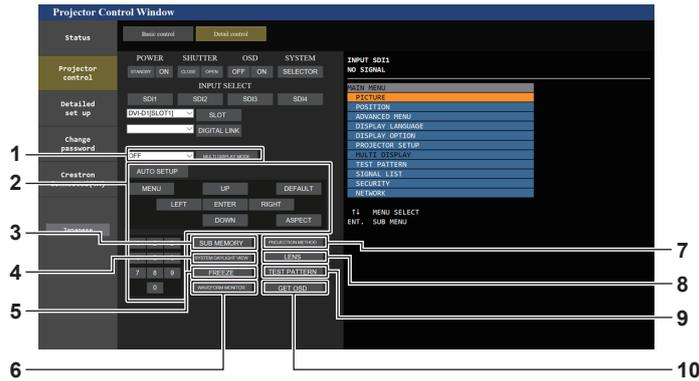 Projector Control Window
Status
Projector
control
Detailed
set up
Change
password
Crestron
Japanese
Basic control
Detail control
POWER SHUTTER OSD SYSTEM
STANDBY ON CLOSE OPEN OFF ON SELECTOR
INPUT SELECT
SDI1 SDI2 SDI3 SDI4
DVI-D1[SLOT1] SLOT
DIGITAL LINK
OFF MULTI DISPLAY MODE
AUTO SETUP
MENU UP DEFAULT
LEFT ENTER RIGHT
DOWN ASPECT
SUB MEMORY PROJECTION METHOD
SYSTEM DAYLIGHT VIEW LENS
7 8 9 FREEZE TEST PATTERN
0 WAVEFORM MONITOR GET OSD
INPUT SDI1
NO SIGNAL
MAIN MENU
PICTURE
POSITION
ADVANCED MENU
DISPLAY LANGUAGE
DISPLAY OPTION
PROJECTOR SETUP
MULTI DISPLAY
TEST PATTERN
SIGNAL LIST
SECURITY
NETWORK
↑↓ MENU SELECT
ENT. SUB MENU
1
2
3
4
5
6
7
8
9
10